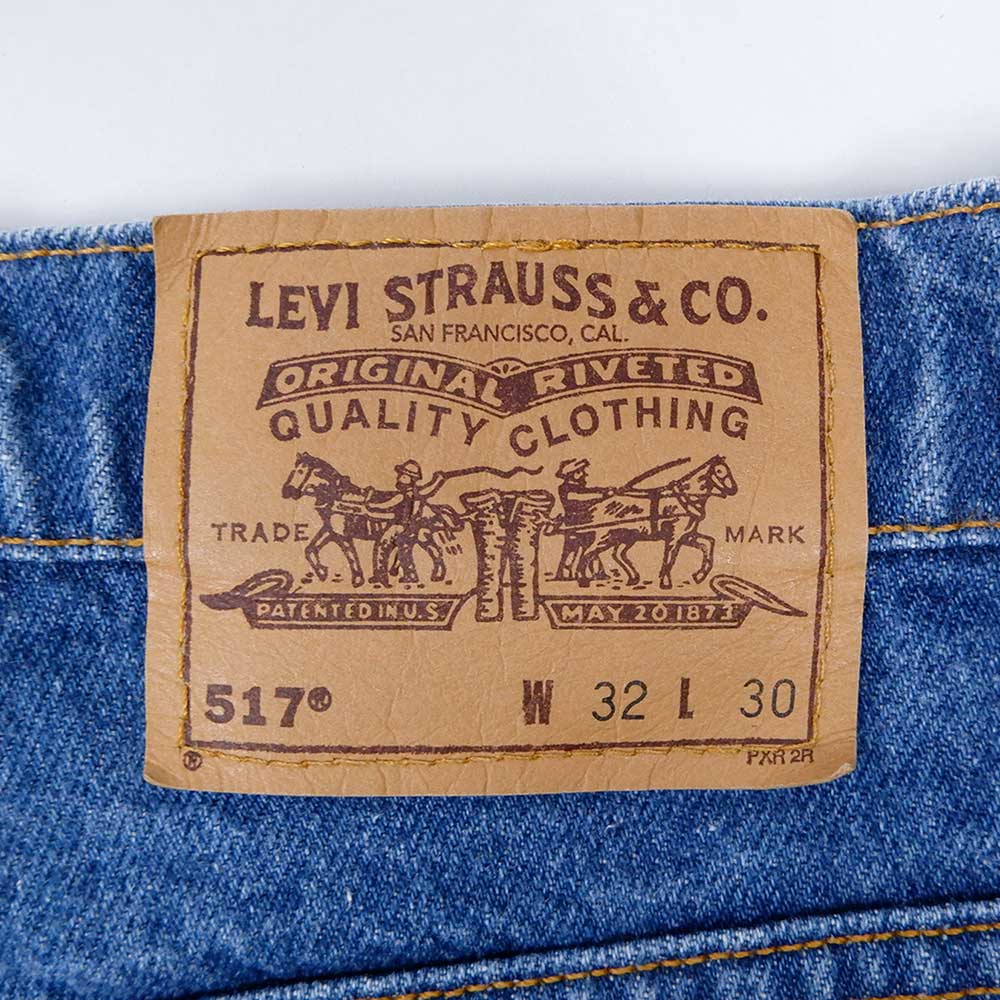 LEVI STRAUSS & CO.
SAN FRANCISCO, CAL.
ORIGINAL RIVETED
QUALITY CLOTHING
TRADE MARK
PATENTED IN U.S. MAY 20 1873
517® W 32 L 30
® PXR 2R